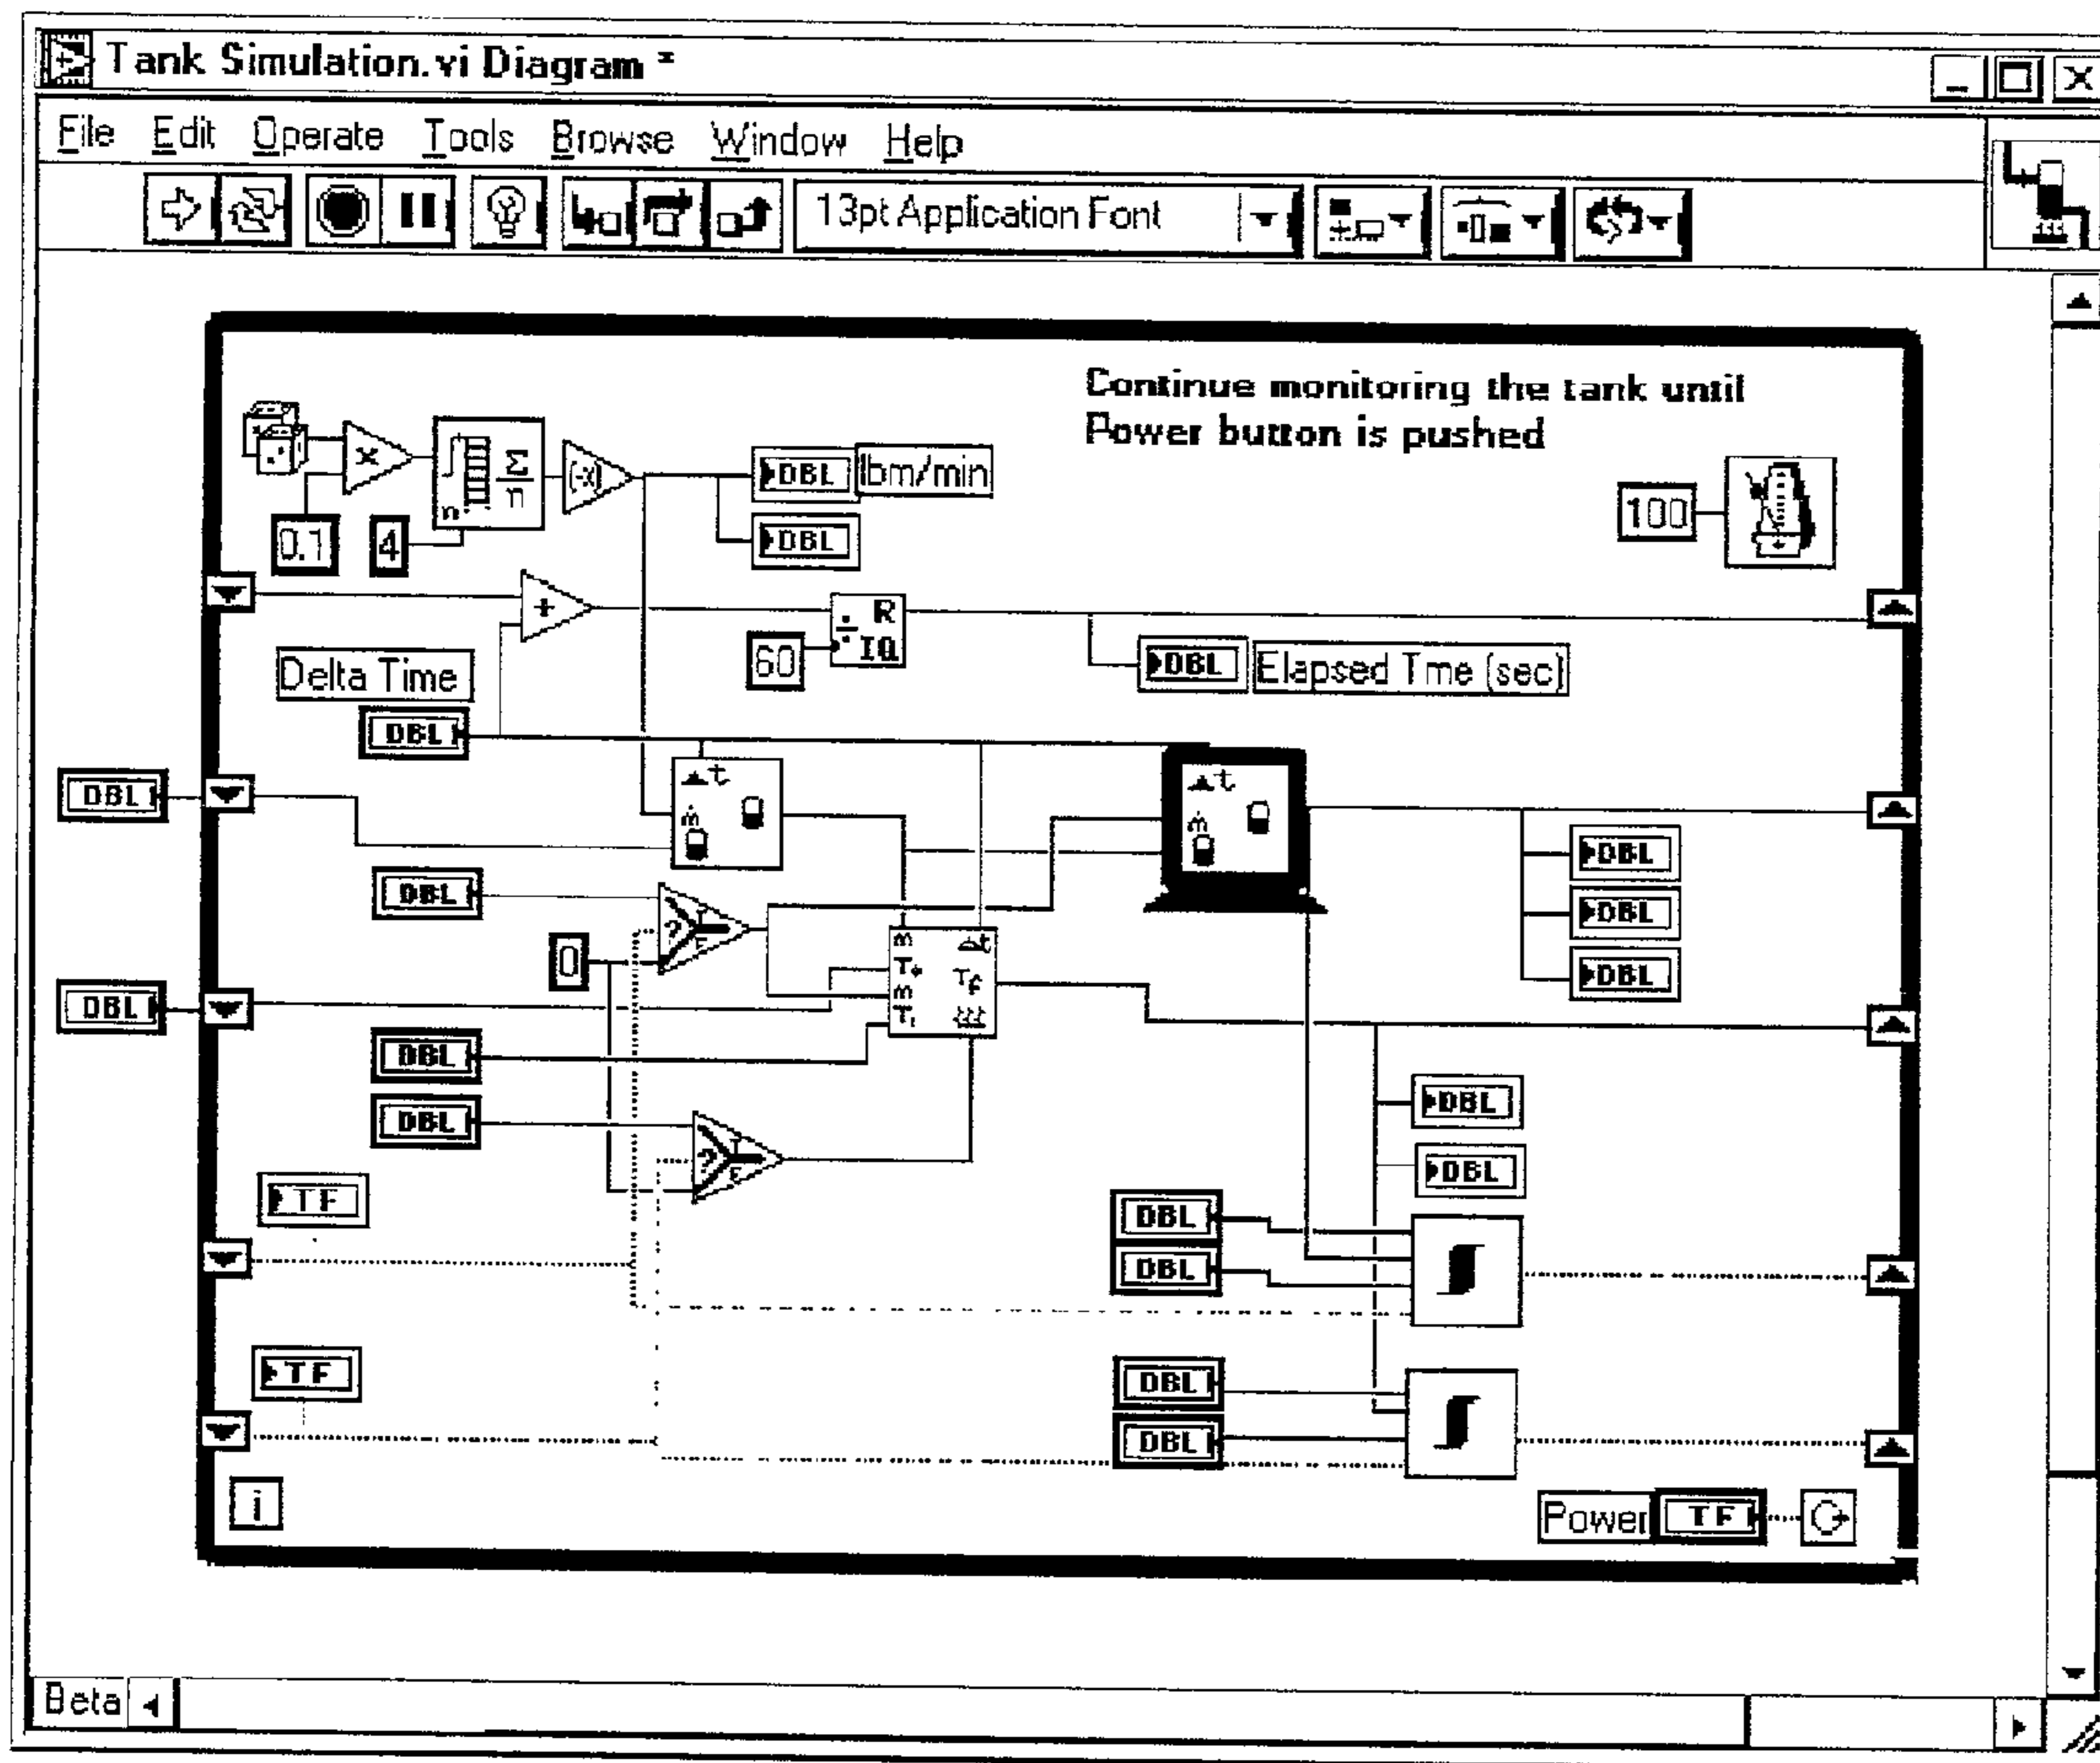 Tank Simulation.vi Diagram *
File Edit Operate Tools Browse Window Help
13pt Application Font
Continue monitoring the tank until
Power button is pushed
DBL lbm/min
Σ
n
n
x
0.1
4
DBL
100
+
R
IQ
60
DBL Elapsed Tme (sec)
Delta Time
DBL
DBL
t
ṁ
t
ṁ
DBL
DBL
DBL
DBL
0
? T F
m Δt
T
m Tf
T
DBL
DBL
DBL
? T F
DBL
DBL
TF
DBL
DBL
TF
DBL
DBL
i
Power TF
Beta